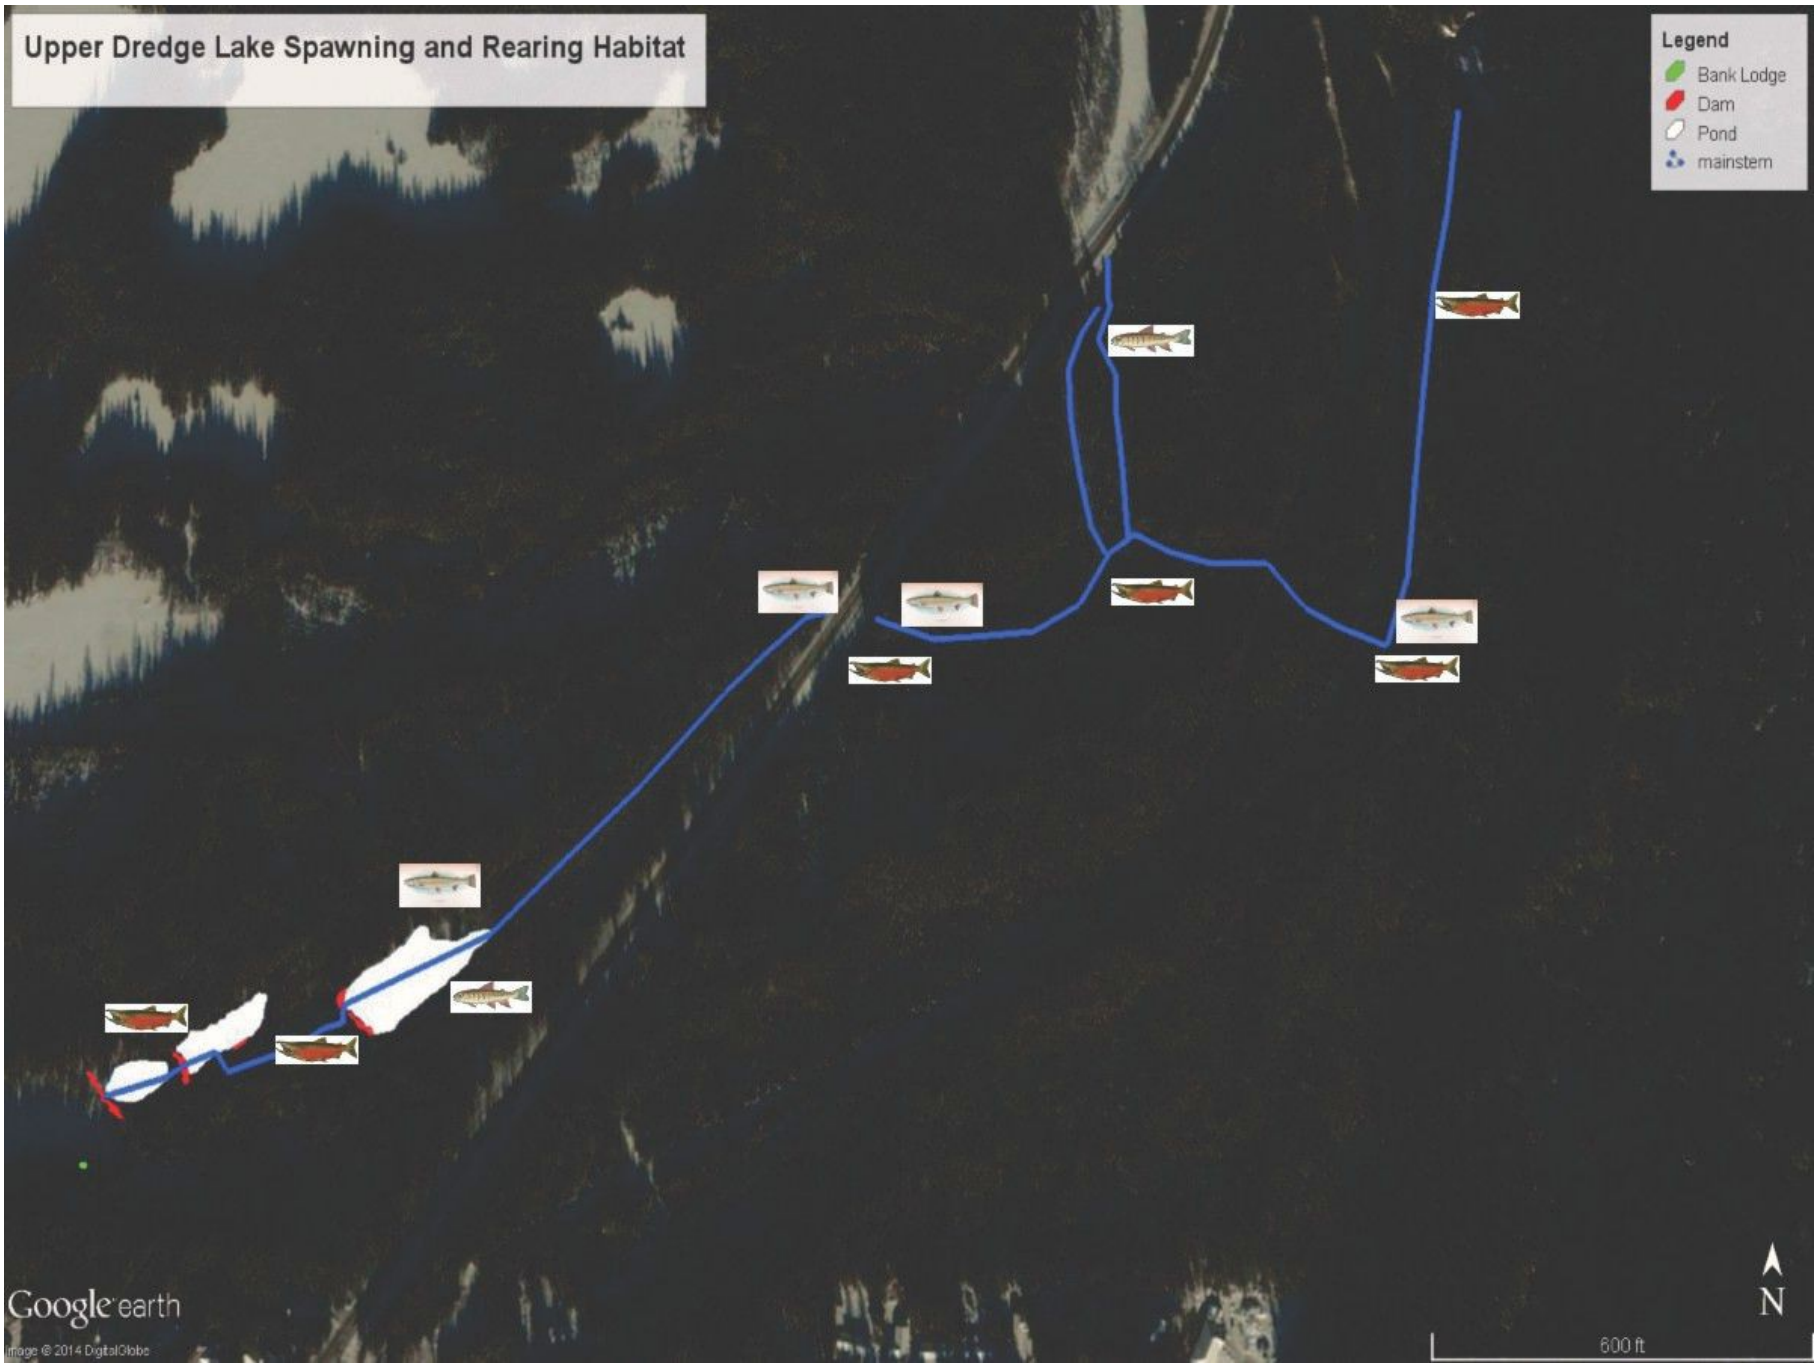 Upper Dredge Lake Spawning and Rearing Habitat
Legend
Bank Lodge
Dam
Pond
mainstem
N
600 ft
Google earth
Image © 2014 DigitalGlobe